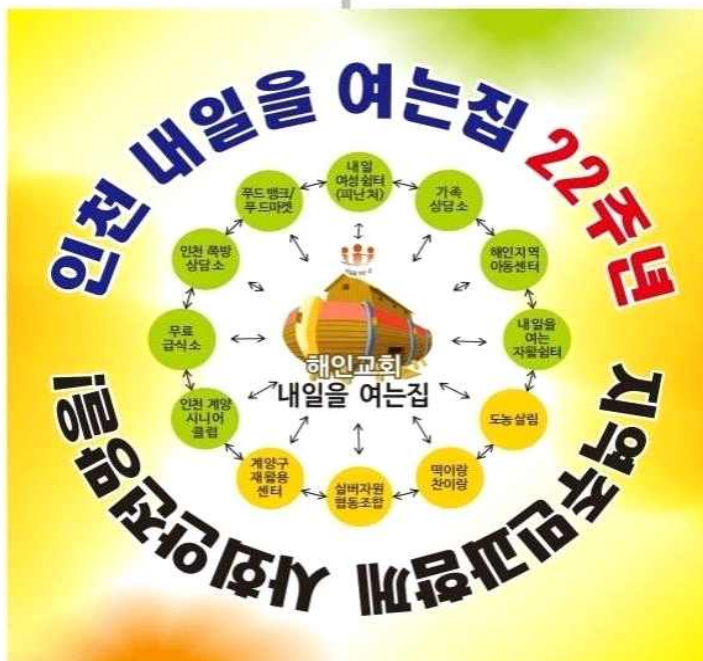 인천 내일을 여는집 22주년
내일
여성쉼터
(피난처)
가족
상담소
해인지역
아동센터
내일을
여는
자활쉼터
도농살림
떡이랑
찬이랑
실버자원
협동조합
계양구
재활용
센터
인천 계양
시니어
클럽
무료
급식소
인천 쪽방
상담소
푸드뱅크/
푸드마켓
해인교회
내일을 여는집
지역주민과함께 사회안전망을!